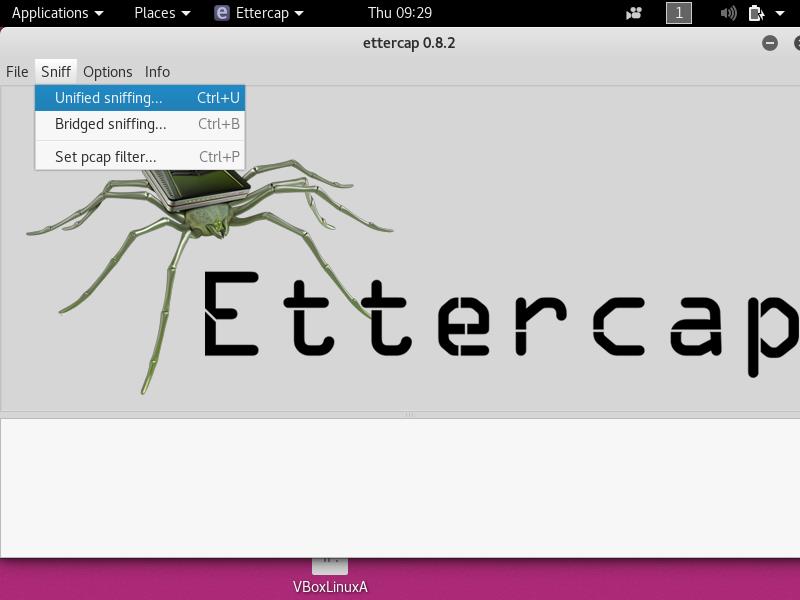 Applications Places Ettercap Thu 09:29 1
ettercap 0.8.2
File Sniff Options Info
Unified sniffing... Ctrl+U
Bridged sniffing... Ctrl+B
Set pcap filter... Ctrl+P
Ettercap
VBoxLinuxA